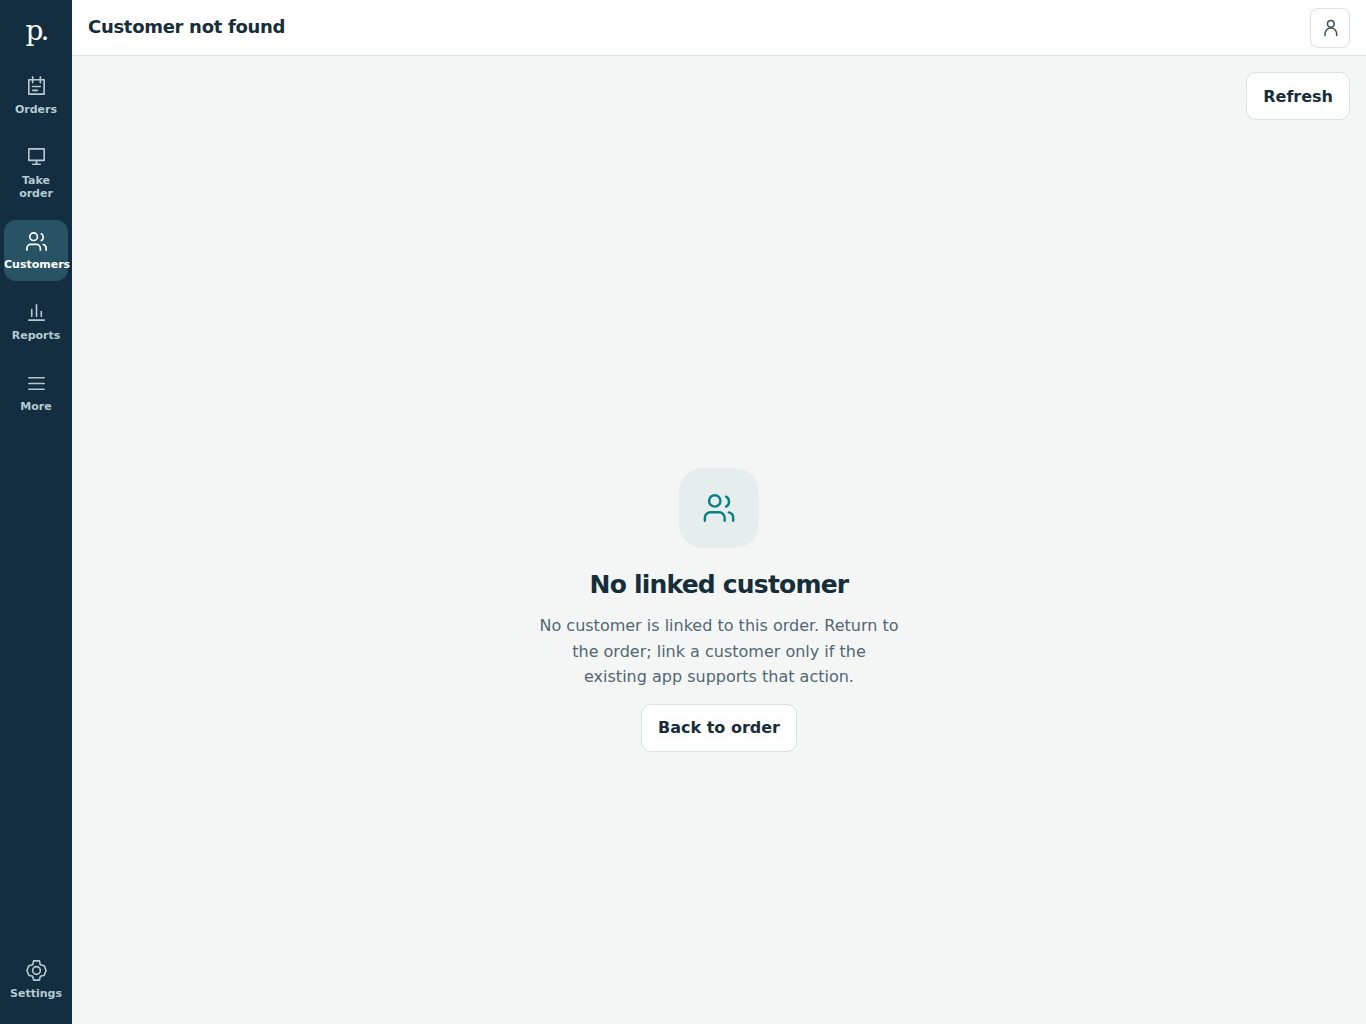 p.
Customer not found
Orders
Take
order
Customers
Reports
More
Settings
Refresh
No linked customer
No customer is linked to this order. Return to
the order; link a customer only if the
existing app supports that action.
Back to order